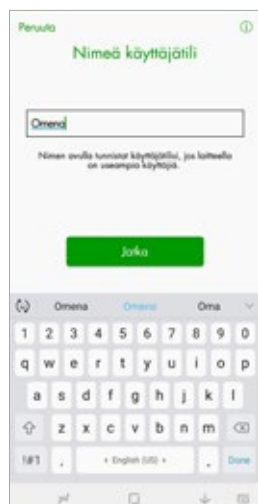 Peruuta
Nimeä käyttäjätili
Omena
Nimen avulla tunnistat käyttäjätilisi, jos laitteella
on useampia käyttäjiä.
Jatka
Omena Omens Oma
1 2 3 4 5 6 7 8 9 0
q w e r t y u i o p
a s d f g h j k l
z x c v b n m
!#1 , English (US) . Done